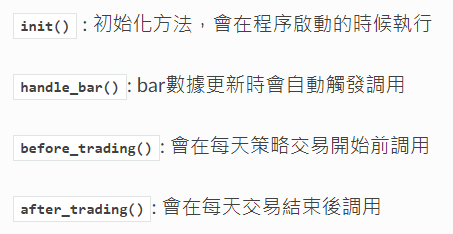 init() : 初始化方法，會在程序啟動的時候執行
handle_bar() : bar數據更新時會自動觸發調用
before_trading() : 會在每天策略交易開始前調用
after_trading() : 會在每天交易結束後調用